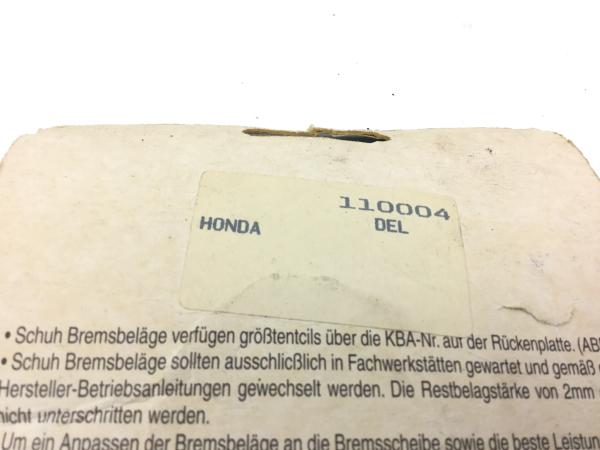 110004
HONDA DEL
• Schuh Bremsbeläge verfügen größtentcils über die KBA-Nr. auf der Rückenplatte. (AB
• Schuh Bremsbeläge sollten ausschlicßlich in Fachwerkstätten gewartet und gemäß
Hersteller-Betriebsanleitungen gewechselt werden. Die Restbelagstärke von 2mm
nicht unterschritten werden.
Um ein Anpassen der Bremsbeläge an die Bremsscheibe sowie die beste Leistun